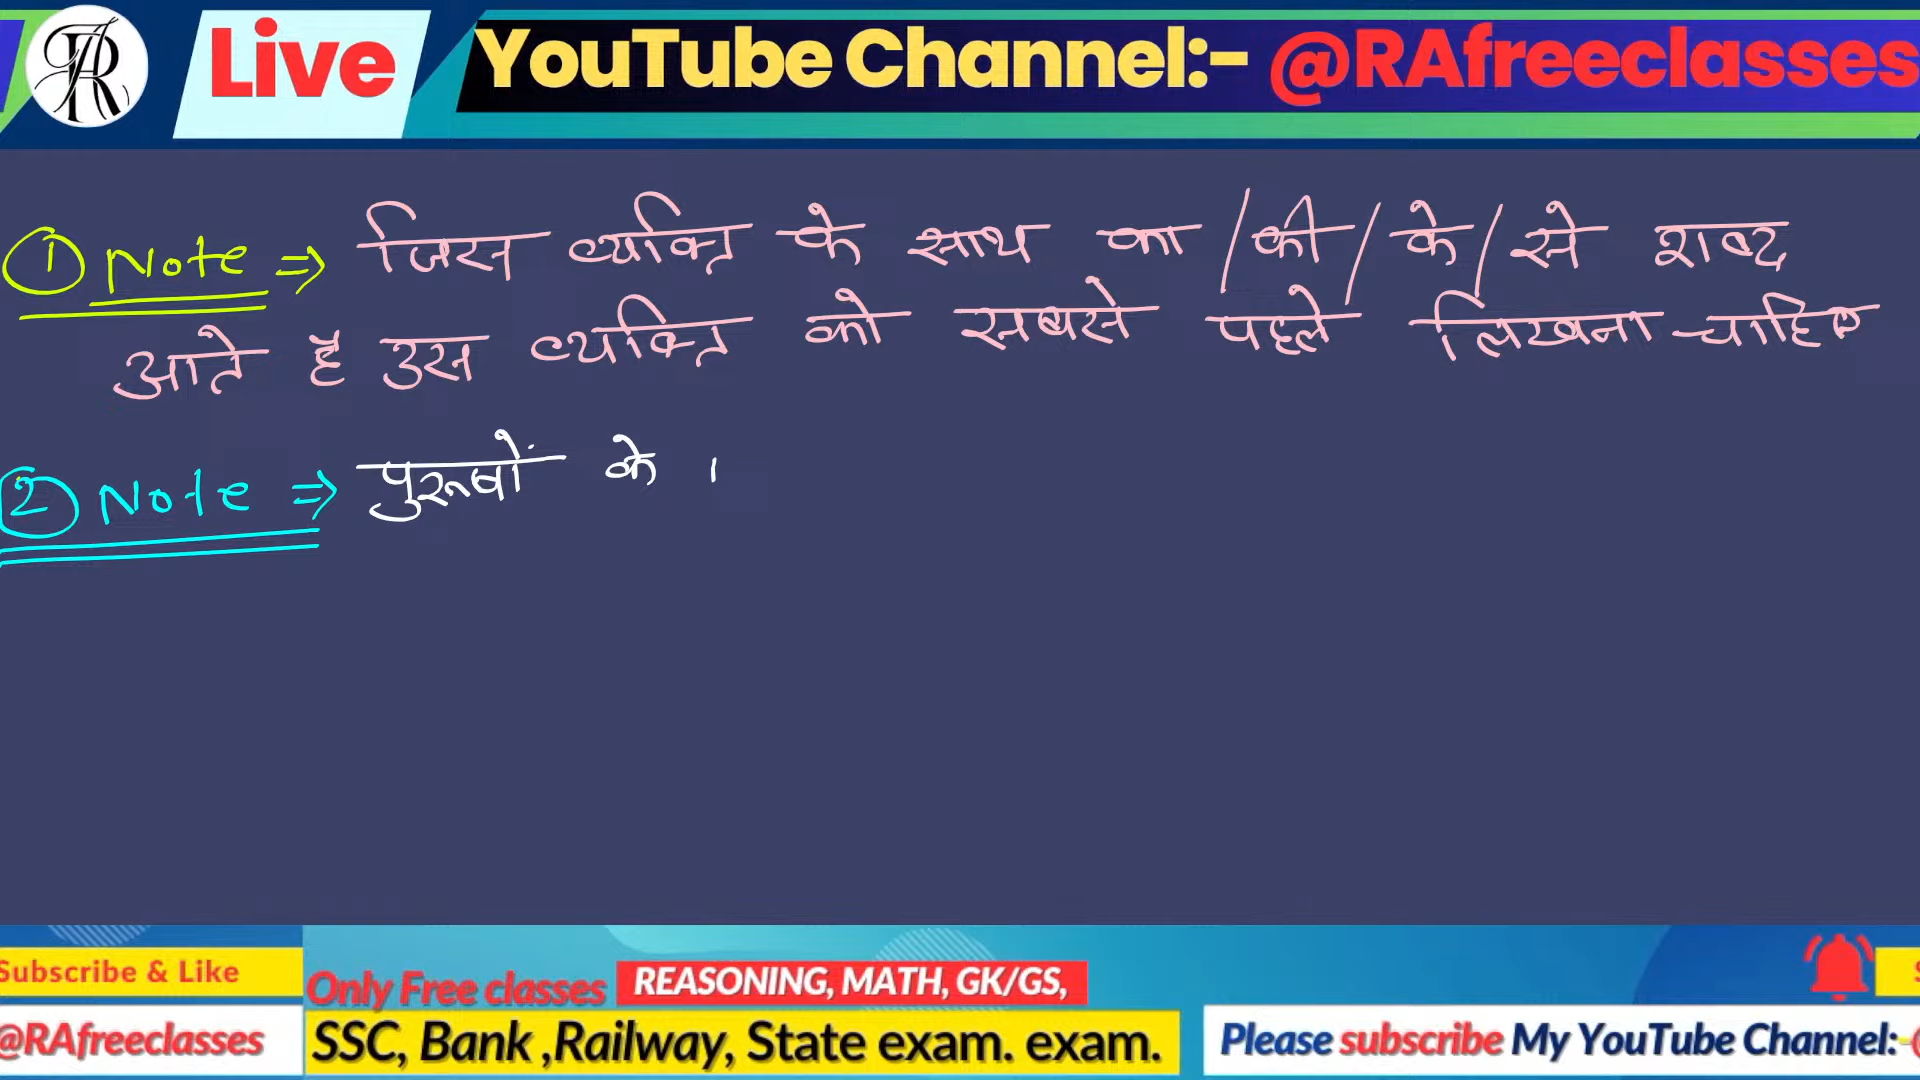 Live YouTube Channel:- @RAfreeclasses
① Note ⇒ जिस व्यक्ति के साथ का/की/के/से शब्द
आते हैं उस व्यक्ति को सबसे पहले लिखना चाहिए
② Note ⇒ पुरूषों के
Subscribe & Like
Only Free classes REASONING, MATH, GK/GS,
@RAfreeclasses
SSC, Bank ,Railway, State exam. exam.
Please subscribe My YouTube Channel:-